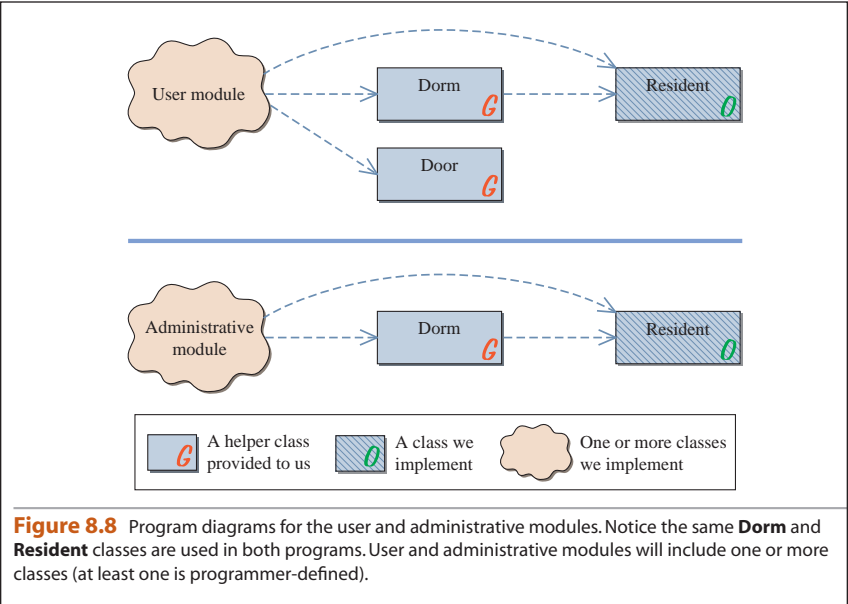 User module
Dorm
G
Resident
O
Door
G
Administrative
module
Dorm
G
Resident
O
G
A helper class
provided to us
O
A class we
implement
One or more classes
we implement
Figure 8.8 Program diagrams for the user and administrative modules. Notice the same Dorm and
Resident classes are used in both programs. User and administrative modules will include one or more
classes (at least one is programmer-defined).